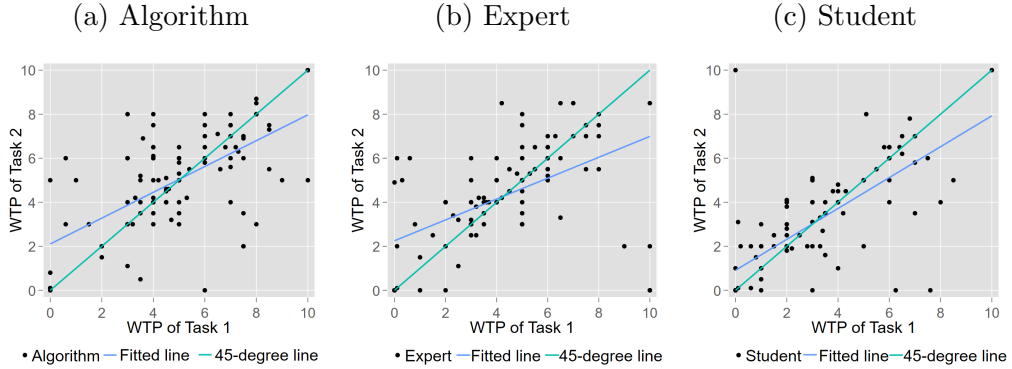 (a) Algorithm
10
8
6
4
2
0
WTP of Task 2
0 2 4 6 8 10
WTP of Task 1
Algorithm Fitted line 45-degree line
(b) Expert
10
8
6
4
2
0
WTP of Task 2
0 2 4 6 8 10
WTP of Task 1
Expert Fitted line 45-degree line
(c) Student
10
8
6
4
2
0
WTP of Task 2
0 2 4 6 8 10
WTP of Task 1
Student Fitted line 45-degree line